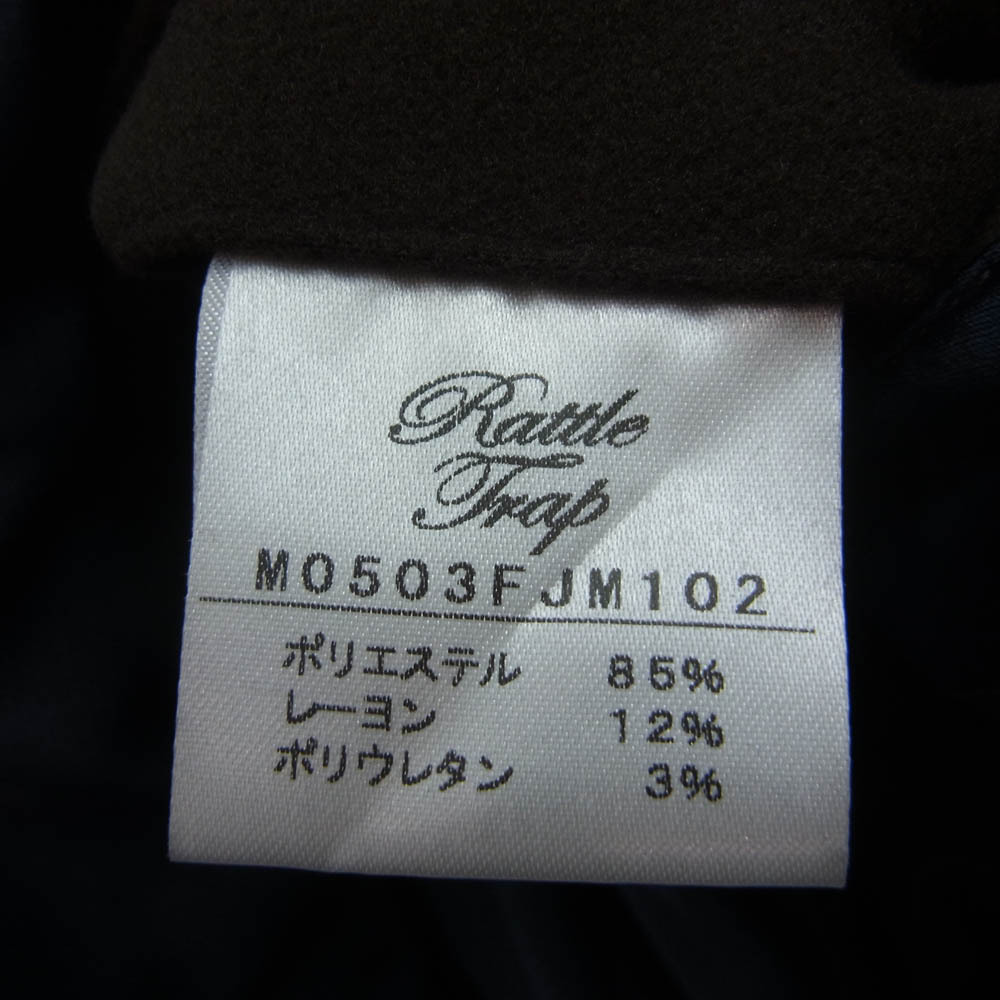 Rattle
Trap
M0503FJM102
ポリエステル 85%
レーヨン 12%
ポリウレタン 3%